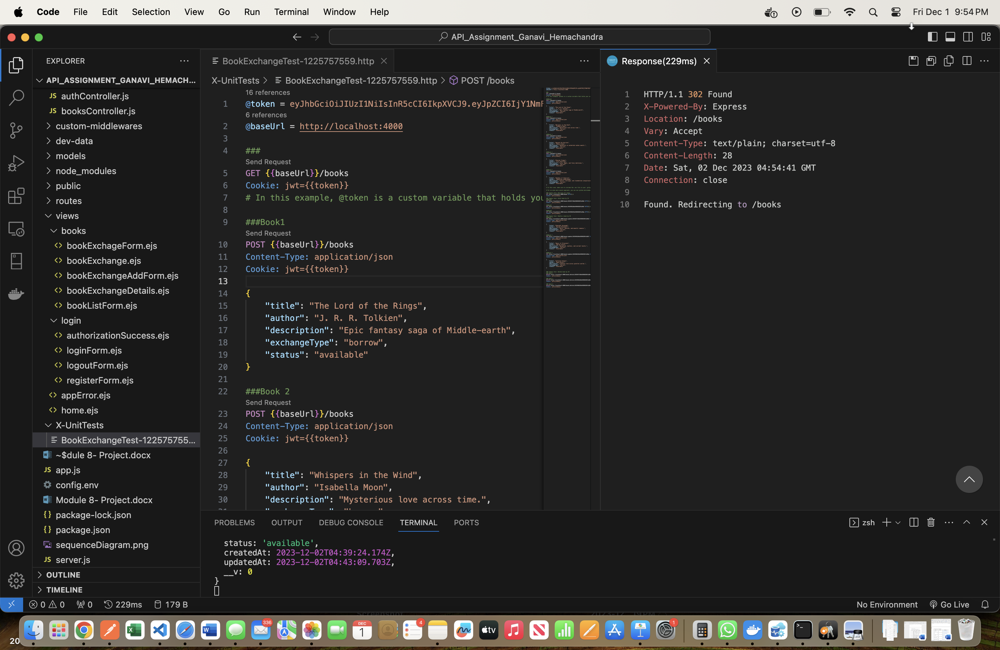 Code File Edit Selection View Go Run Terminal Window Help
Fri Dec 1 9:54 PM
API_Assignment_Ganavi_Hemachandra
EXPLORER
API_ASSIGNMENT_GANAVI_HEMACH...
JS authController.js
JS booksController.js
custom-middlewares
dev-data
models
node_modules
public
routes
views
books
bookExchageForm.ejs
bookExchange.ejs
bookExchangeAddForm.ejs
bookExchangeDetails.ejs
bookListForm.ejs
login
authorizationSuccess.ejs
loginForm.ejs
logoutForm.ejs
registerForm.ejs
appError.ejs
home.ejs
X-UnitTests
BookExchangeTest-122575755...
~$dule 8- Project.docx
JS app.js
config.env
Module 8- Project.docx
{} package-lock.json
{} package.json
sequenceDiagram.png
JS server.js
OUTLINE
TIMELINE
BookExchangeTest-1225757559.http
X-UnitTests > BookExchangeTest-1225757559.http > POST /books
16 references
1 @token = eyJhbGciOiJIUzI1NiIsInR5cCI6IkpXVCJ9.eyJpZCI6IjY1Nm
6 references
2 @baseUrl = http://localhost:4000
3
4 ###
Send Request
5 GET {{baseUrl}}/books
6 Cookie: jwt={{token}}
7 # In this example, @token is a custom variable that holds you
8
9 ###Book1
Send Request
10 POST {{baseUrl}}/books
11 Content-Type: application/json
12 Cookie: jwt={{token}}
13
14 {
15 "title": "The Lord of the Rings",
16 "author": "J. R. R. Tolkien",
17 "description": "Epic fantasy saga of Middle-earth",
18 "exchangeType": "borrow",
19 "status": "available"
20 }
21
22 ###Book 2
Send Request
23 POST {{baseUrl}}/books
24 Content-Type: application/json
25 Cookie: jwt={{token}}
26
27 {
28 "title": "Whispers in the Wind",
29 "author": "Isabella Moon",
30 "description": "Mysterious love across time.",
Response(229ms)
1 HTTP/1.1 302 Found
2 X-Powered-By: Express
3 Location: /books
4 Vary: Accept
5 Content-Type: text/plain; charset=utf-8
6 Content-Length: 28
7 Date: Sat, 02 Dec 2023 04:54:41 GMT
8 Connection: close
9
10 Found. Redirecting to /books
PROBLEMS OUTPUT DEBUG CONSOLE TERMINAL PORTS
zsh
status: 'available',
createdAt: 2023-12-02T04:39:24.174Z,
updatedAt: 2023-12-02T04:43:09.703Z,
__v: 0
}
0 0 0 229ms 179 B
No Environment Go Live
336
DEC
1
4
tv
1
20